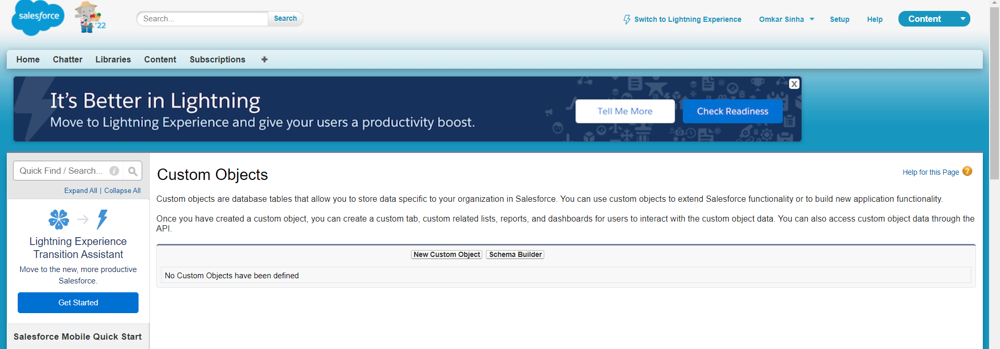 salesforce
'22
Search...
Search
Switch to Lightning Experience
Omkar Sinha
Setup
Help
Content
Home
Chatter
Libraries
Content
Subscriptions
+
It's Better in Lightning
Move to Lightning Experience and give your users a productivity boost.
Tell Me More
Check Readiness
X
Quick Find / Search...
i
Expand All | Collapse All
Lightning Experience
Transition Assistant
Move to the new, more productive
Salesforce.
Get Started
Salesforce Mobile Quick Start
Custom Objects
Help for this Page ?
Custom objects are database tables that allow you to store data specific to your organization in Salesforce. You can use custom objects to extend Salesforce functionality or to build new application functionality.
Once you have created a custom object, you can create a custom tab, custom related lists, reports, and dashboards for users to interact with the custom object data. You can also access custom object data through the
API.
New Custom Object
Schema Builder
No Custom Objects have been defined